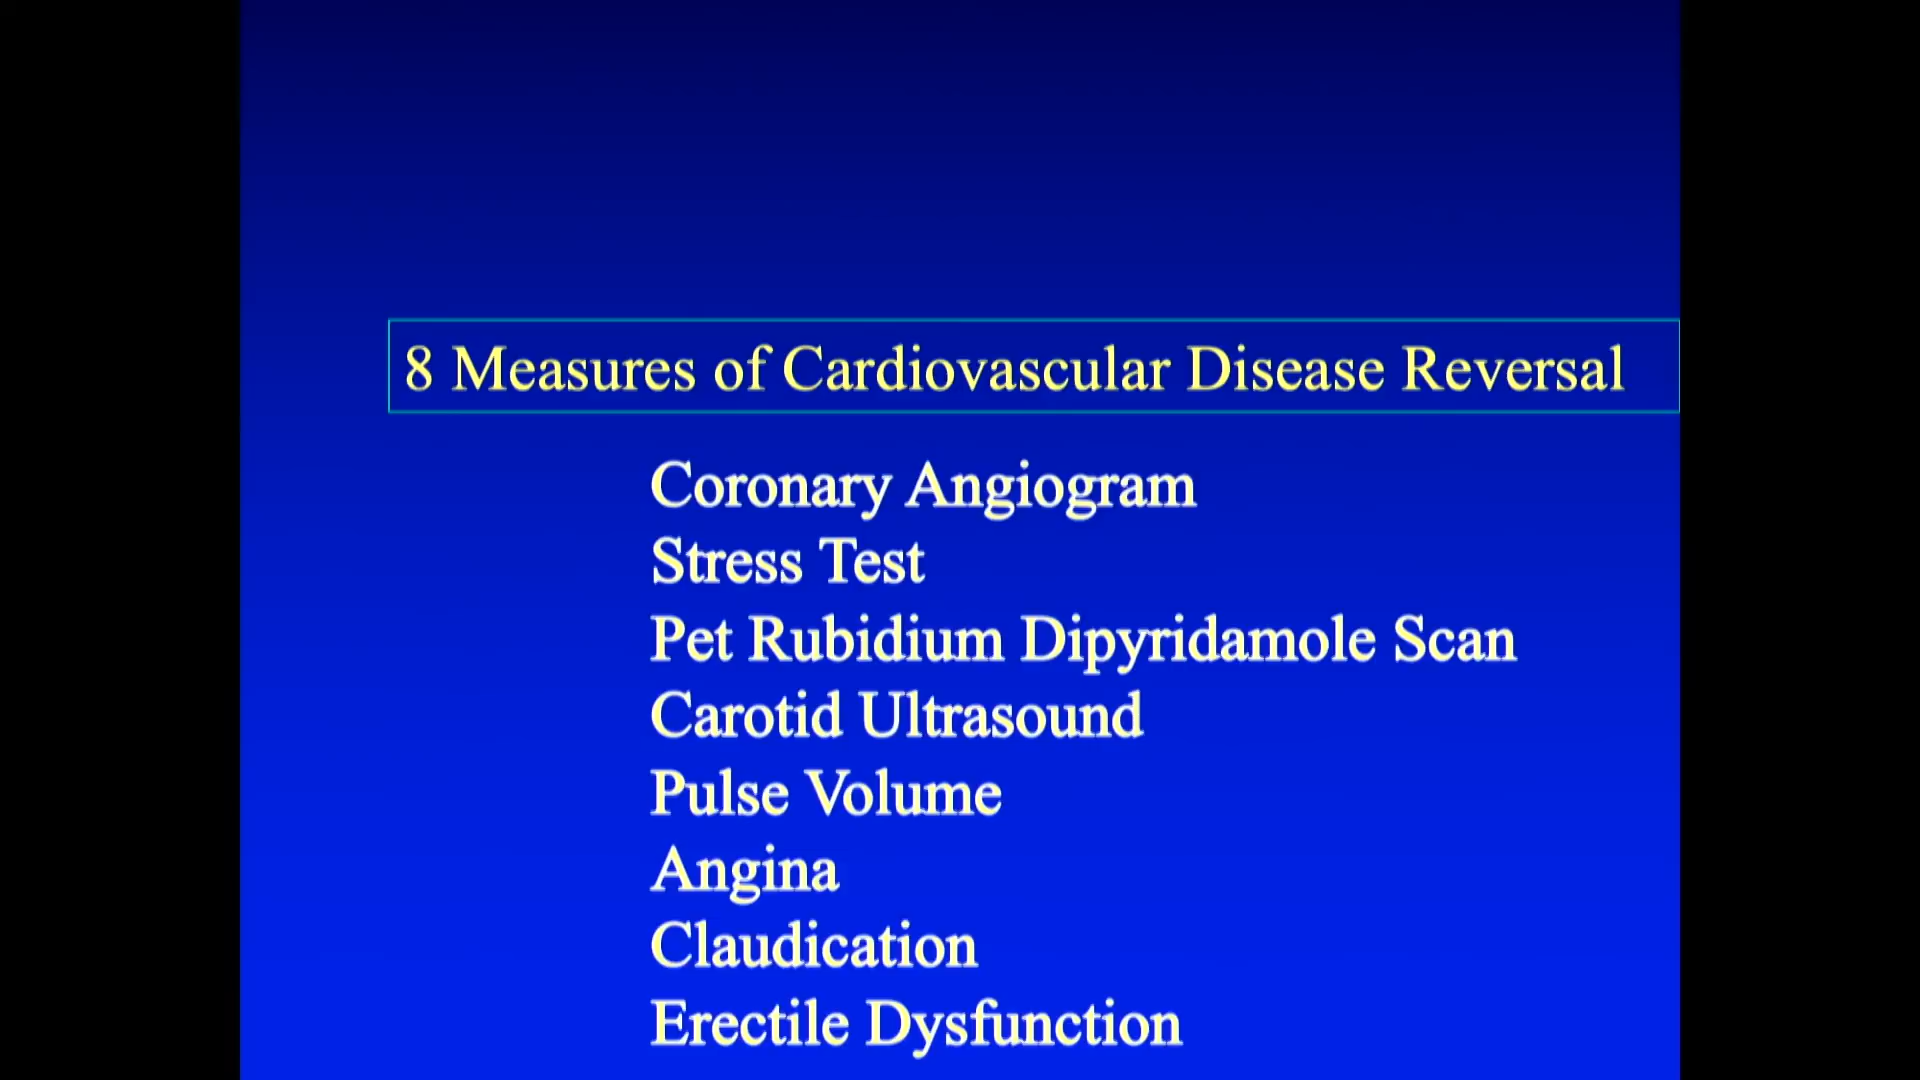 8 Measures of Cardiovascular Disease Reversal
Coronary Angiogram
Stress Test
Pet Rubidium Dipyridamole Scan
Carotid Ultrasound
Pulse Volume
Angina
Claudication
Erectile Dysfunction